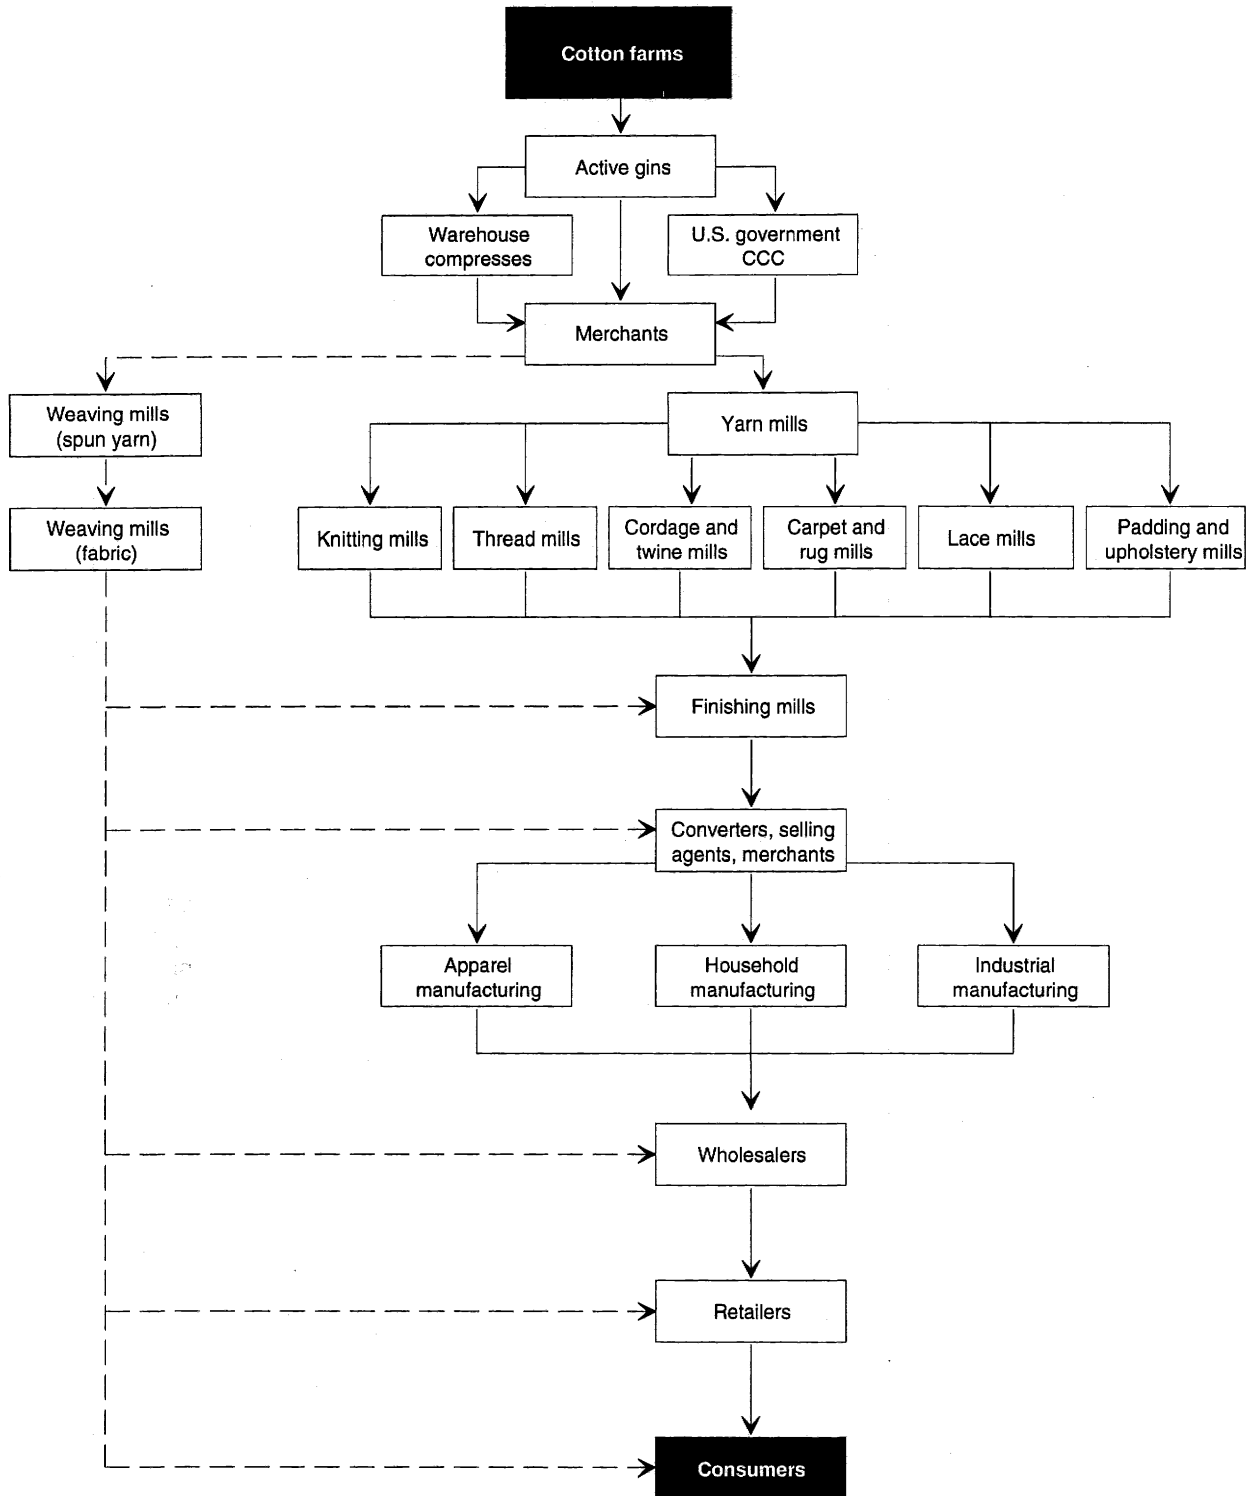 Cotton farms
Active gins
Warehouse
compresses
U.S. government
CCC
Merchants
Weaving mills
(spun yarn)
Yarn mills
Weaving mills
(fabric)
Knitting mills
Thread mills
Cordage and
twine mills
Carpet and
rug mills
Lace mills
Padding and
upholstery mills
Finishing mills
Converters, selling
agents, merchants
Apparel
manufacturing
Household
manufacturing
Industrial
manufacturing
Wholesalers
Retailers
Consumers